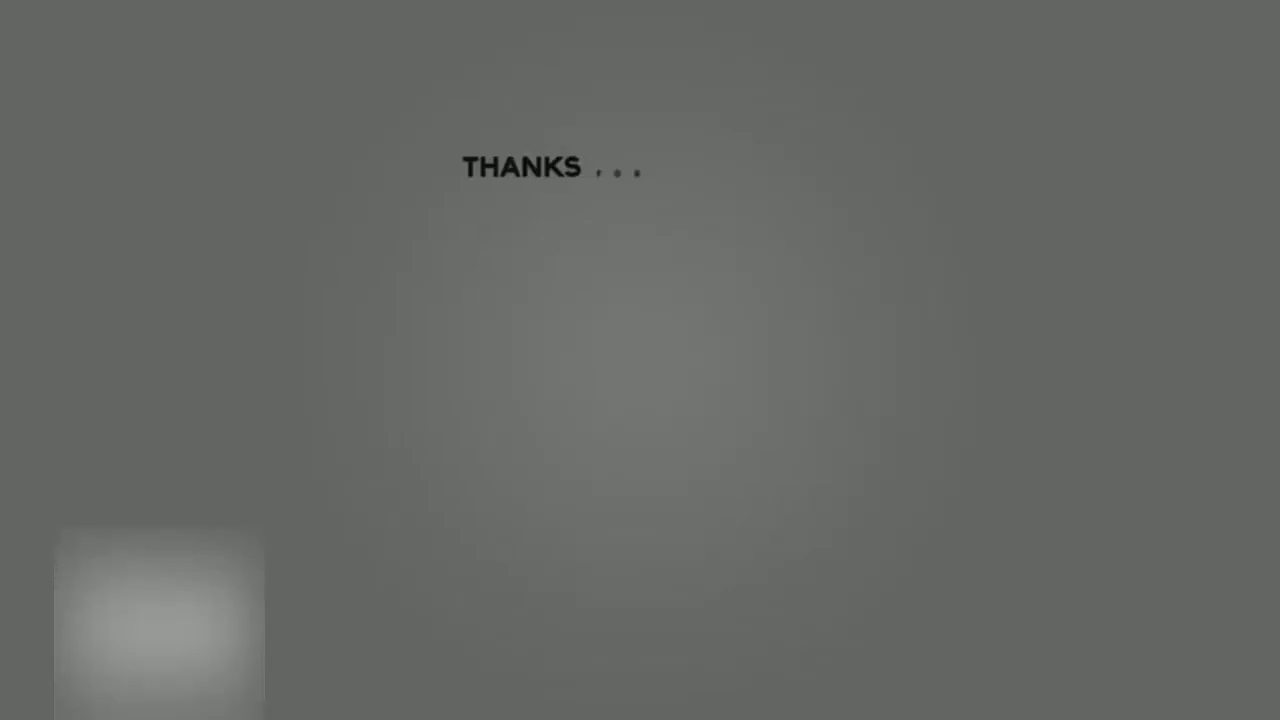 THANKS . . .